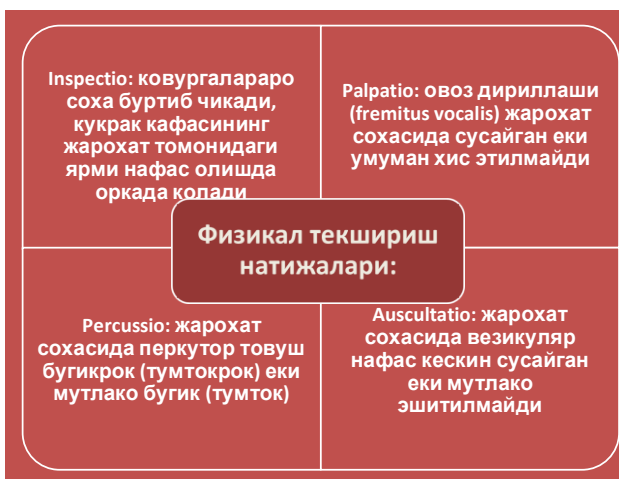 Inspectio: ковургалараро
соха буртиб чикади,
кукрак кафасининг
жарохат томонидаги
ярми нафас олишда
оркада колади
Palpatio: овоз дириллаши
(fremitus vocalis) жарохат
сохасида сусайган еки
умуман хис этилмайди
Физикал текшириш
натижалари:
Percussio: жарохат
сохасида перкутор товуш
бугикрок (тумтокрок) еки
мутлако бугик (тумток)
Auscultatio: жарохат
сохасида везикуляр
нафас кескин сусайган
еки мутлако
эшитилмайди